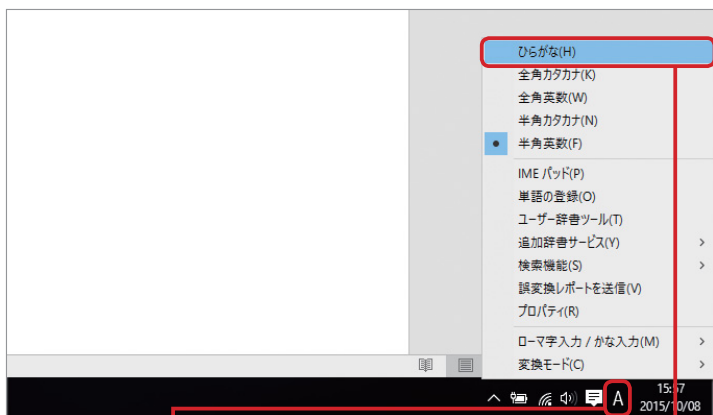 ひらがな(H)
全角カタカナ(K)
全角英数(W)
半角カタカナ(N)
半角英数(F)
IME パッド(P)
単語の登録(O)
ユーザー辞書ツール(T)
追加辞書サービス(Y)
検索機能(S)
誤変換レポートを送信(V)
プロパティ(R)
ローマ字入力 / かな入力(M)
変換モード(C)
A
15:57
2015/10/08